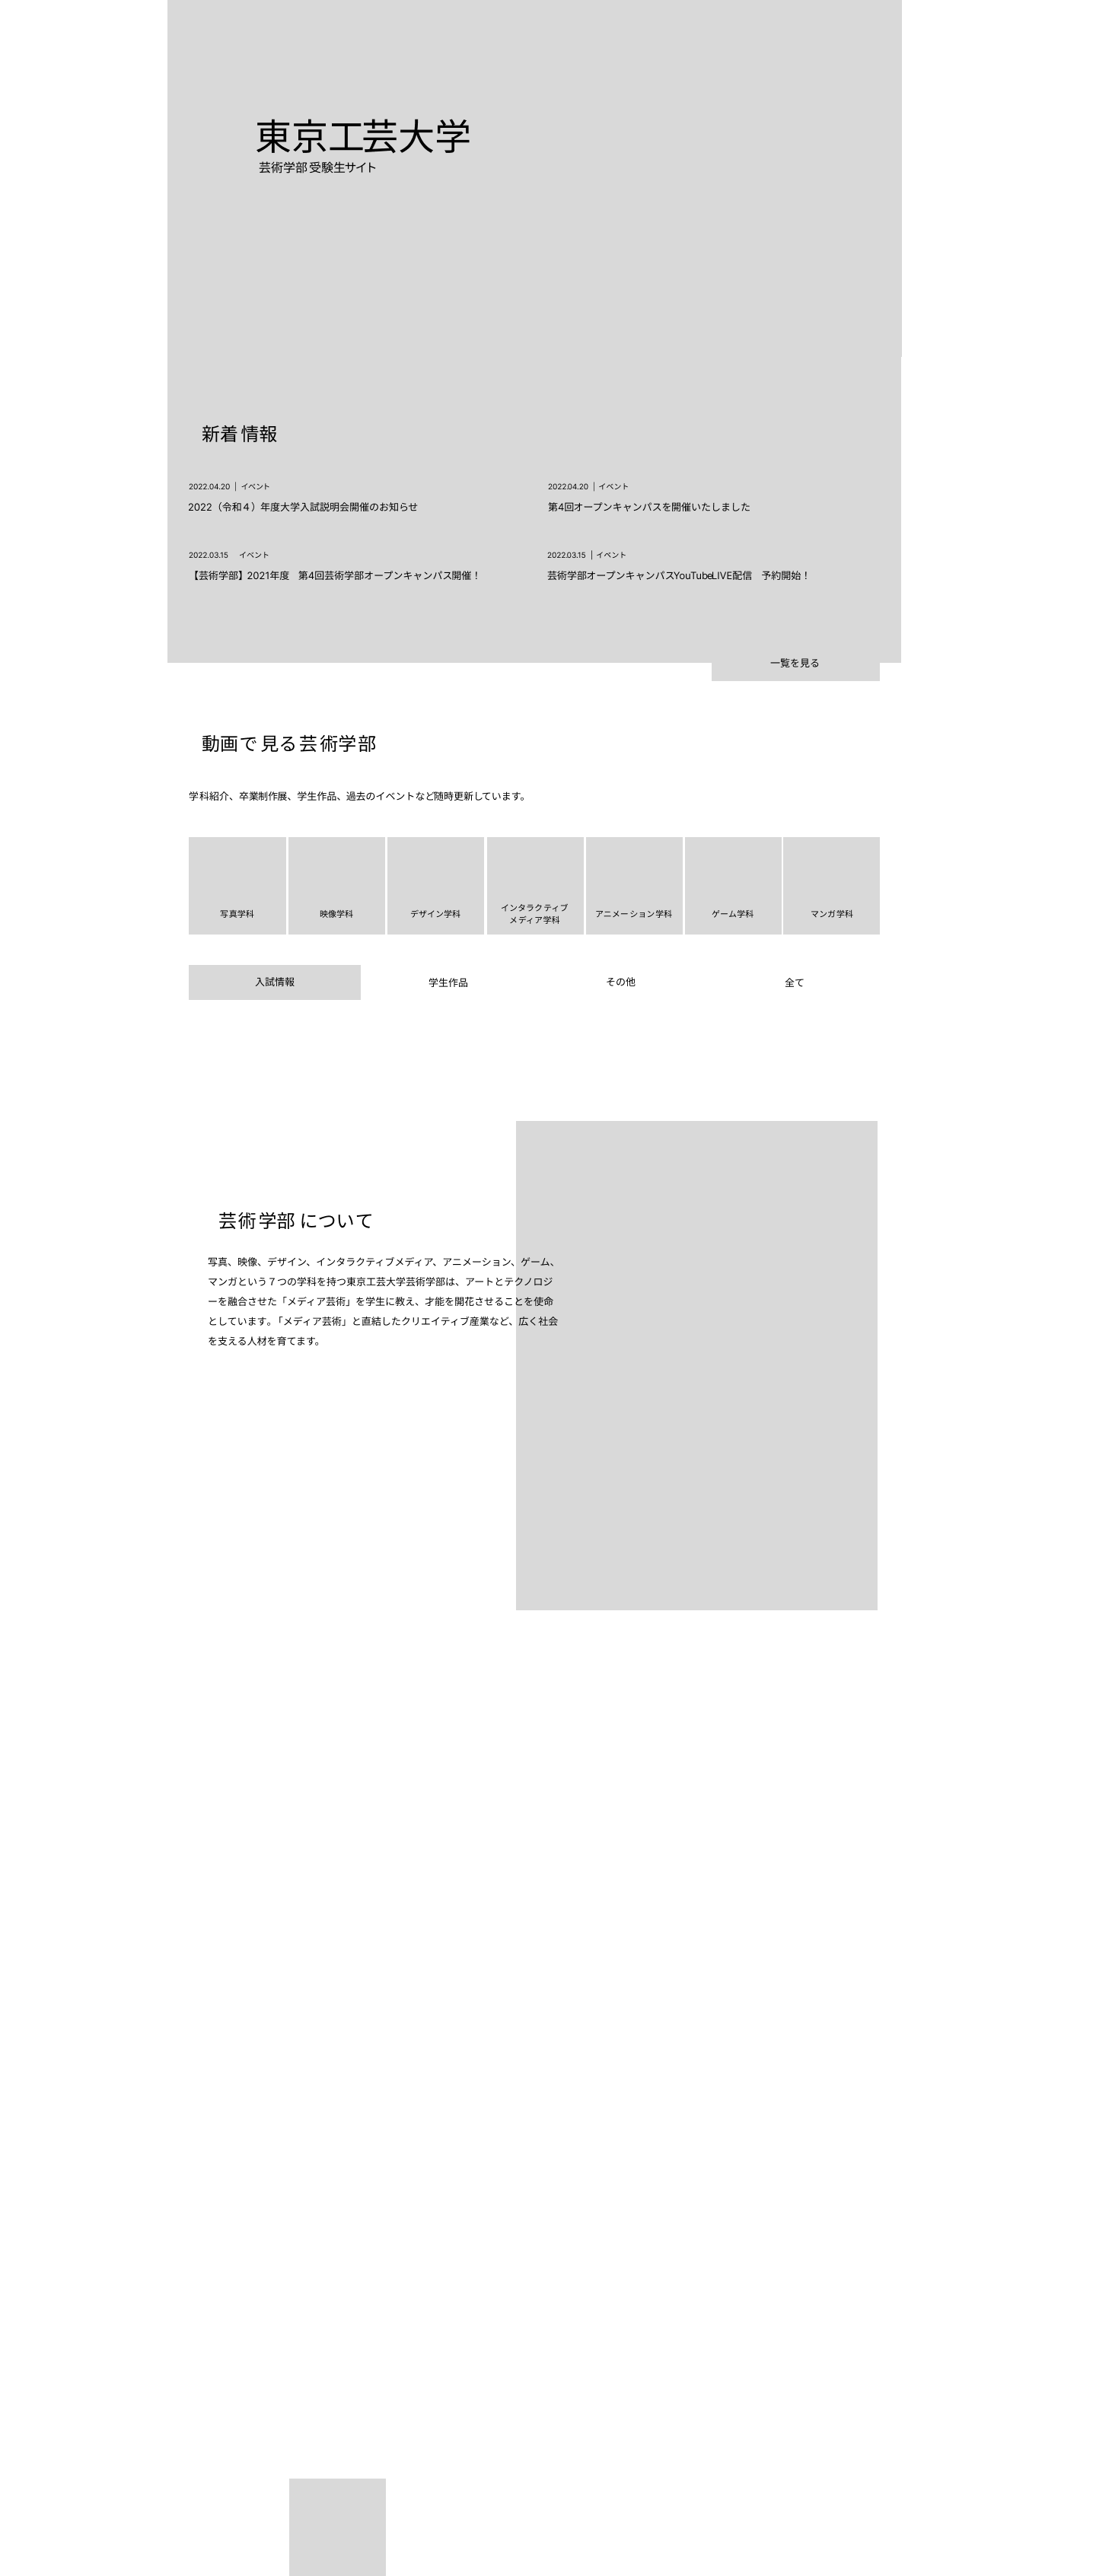 東京工芸大学
芸術学部受験生サイト
新着情報
2022.04.20 | イベント
2022（令和４）年度大学入試説明会開催のお知らせ
2022.04.20 | イベント
第4回オープンキャンパスを開催いたしました
2022.03.15 イベント
【芸術学部】2021年度　第4回芸術学部オープンキャンパス開催！
2022.03.15 | イベント
芸術学部オープンキャンパスYouTubeLIVE配信　予約開始！
一覧を見る
動画で見る芸術学部
学科紹介、卒業制作展、学生作品、過去のイベントなど随時更新しています。
写真学科
映像学科
デザイン学科
インタラクティブ
メディア学科
アニメーション学科
ゲーム学科
マンガ学科
入試情報
学生作品
その他
全て
芸術学部について
写真、映像、デザイン、インタラクティブメディア、アニメーション、ゲーム、
マンガという７つの学科を持つ東京工芸大学芸術学部は、アートとテクノロジ
ーを融合させた「メディア芸術」を学生に教え、才能を開花させることを使命
としています。「メディア芸術」と直結したクリエイティブ産業など、広く社会
を支える人材を育てます。